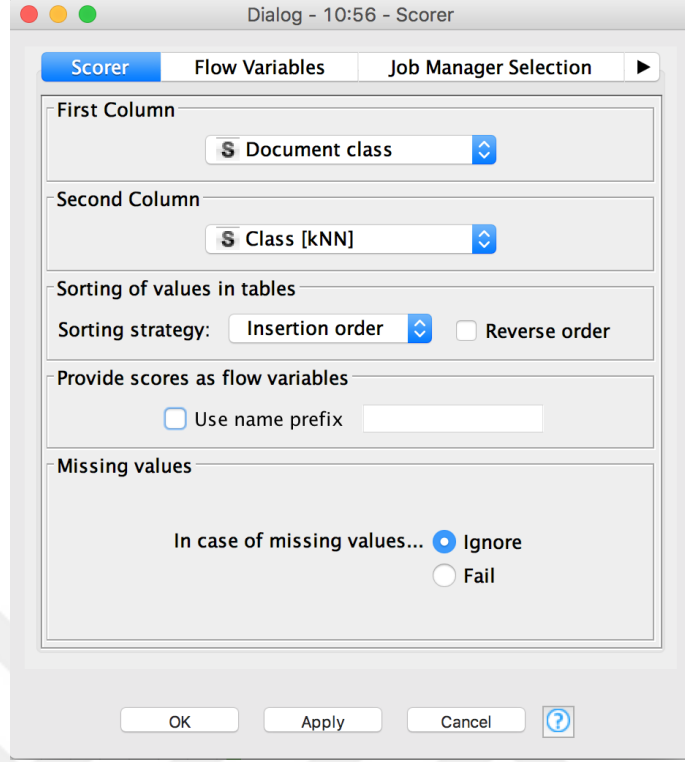 Dialog - 10:56 - Scorer
Scorer Flow Variables Job Manager Selection
First Column
S Document class
Second Column
S Class [kNN]
Sorting of values in tables
Sorting strategy: Insertion order Reverse order
Provide scores as flow variables
Use name prefix
Missing values
In case of missing values... Ignore
Fail
OK Apply Cancel ?